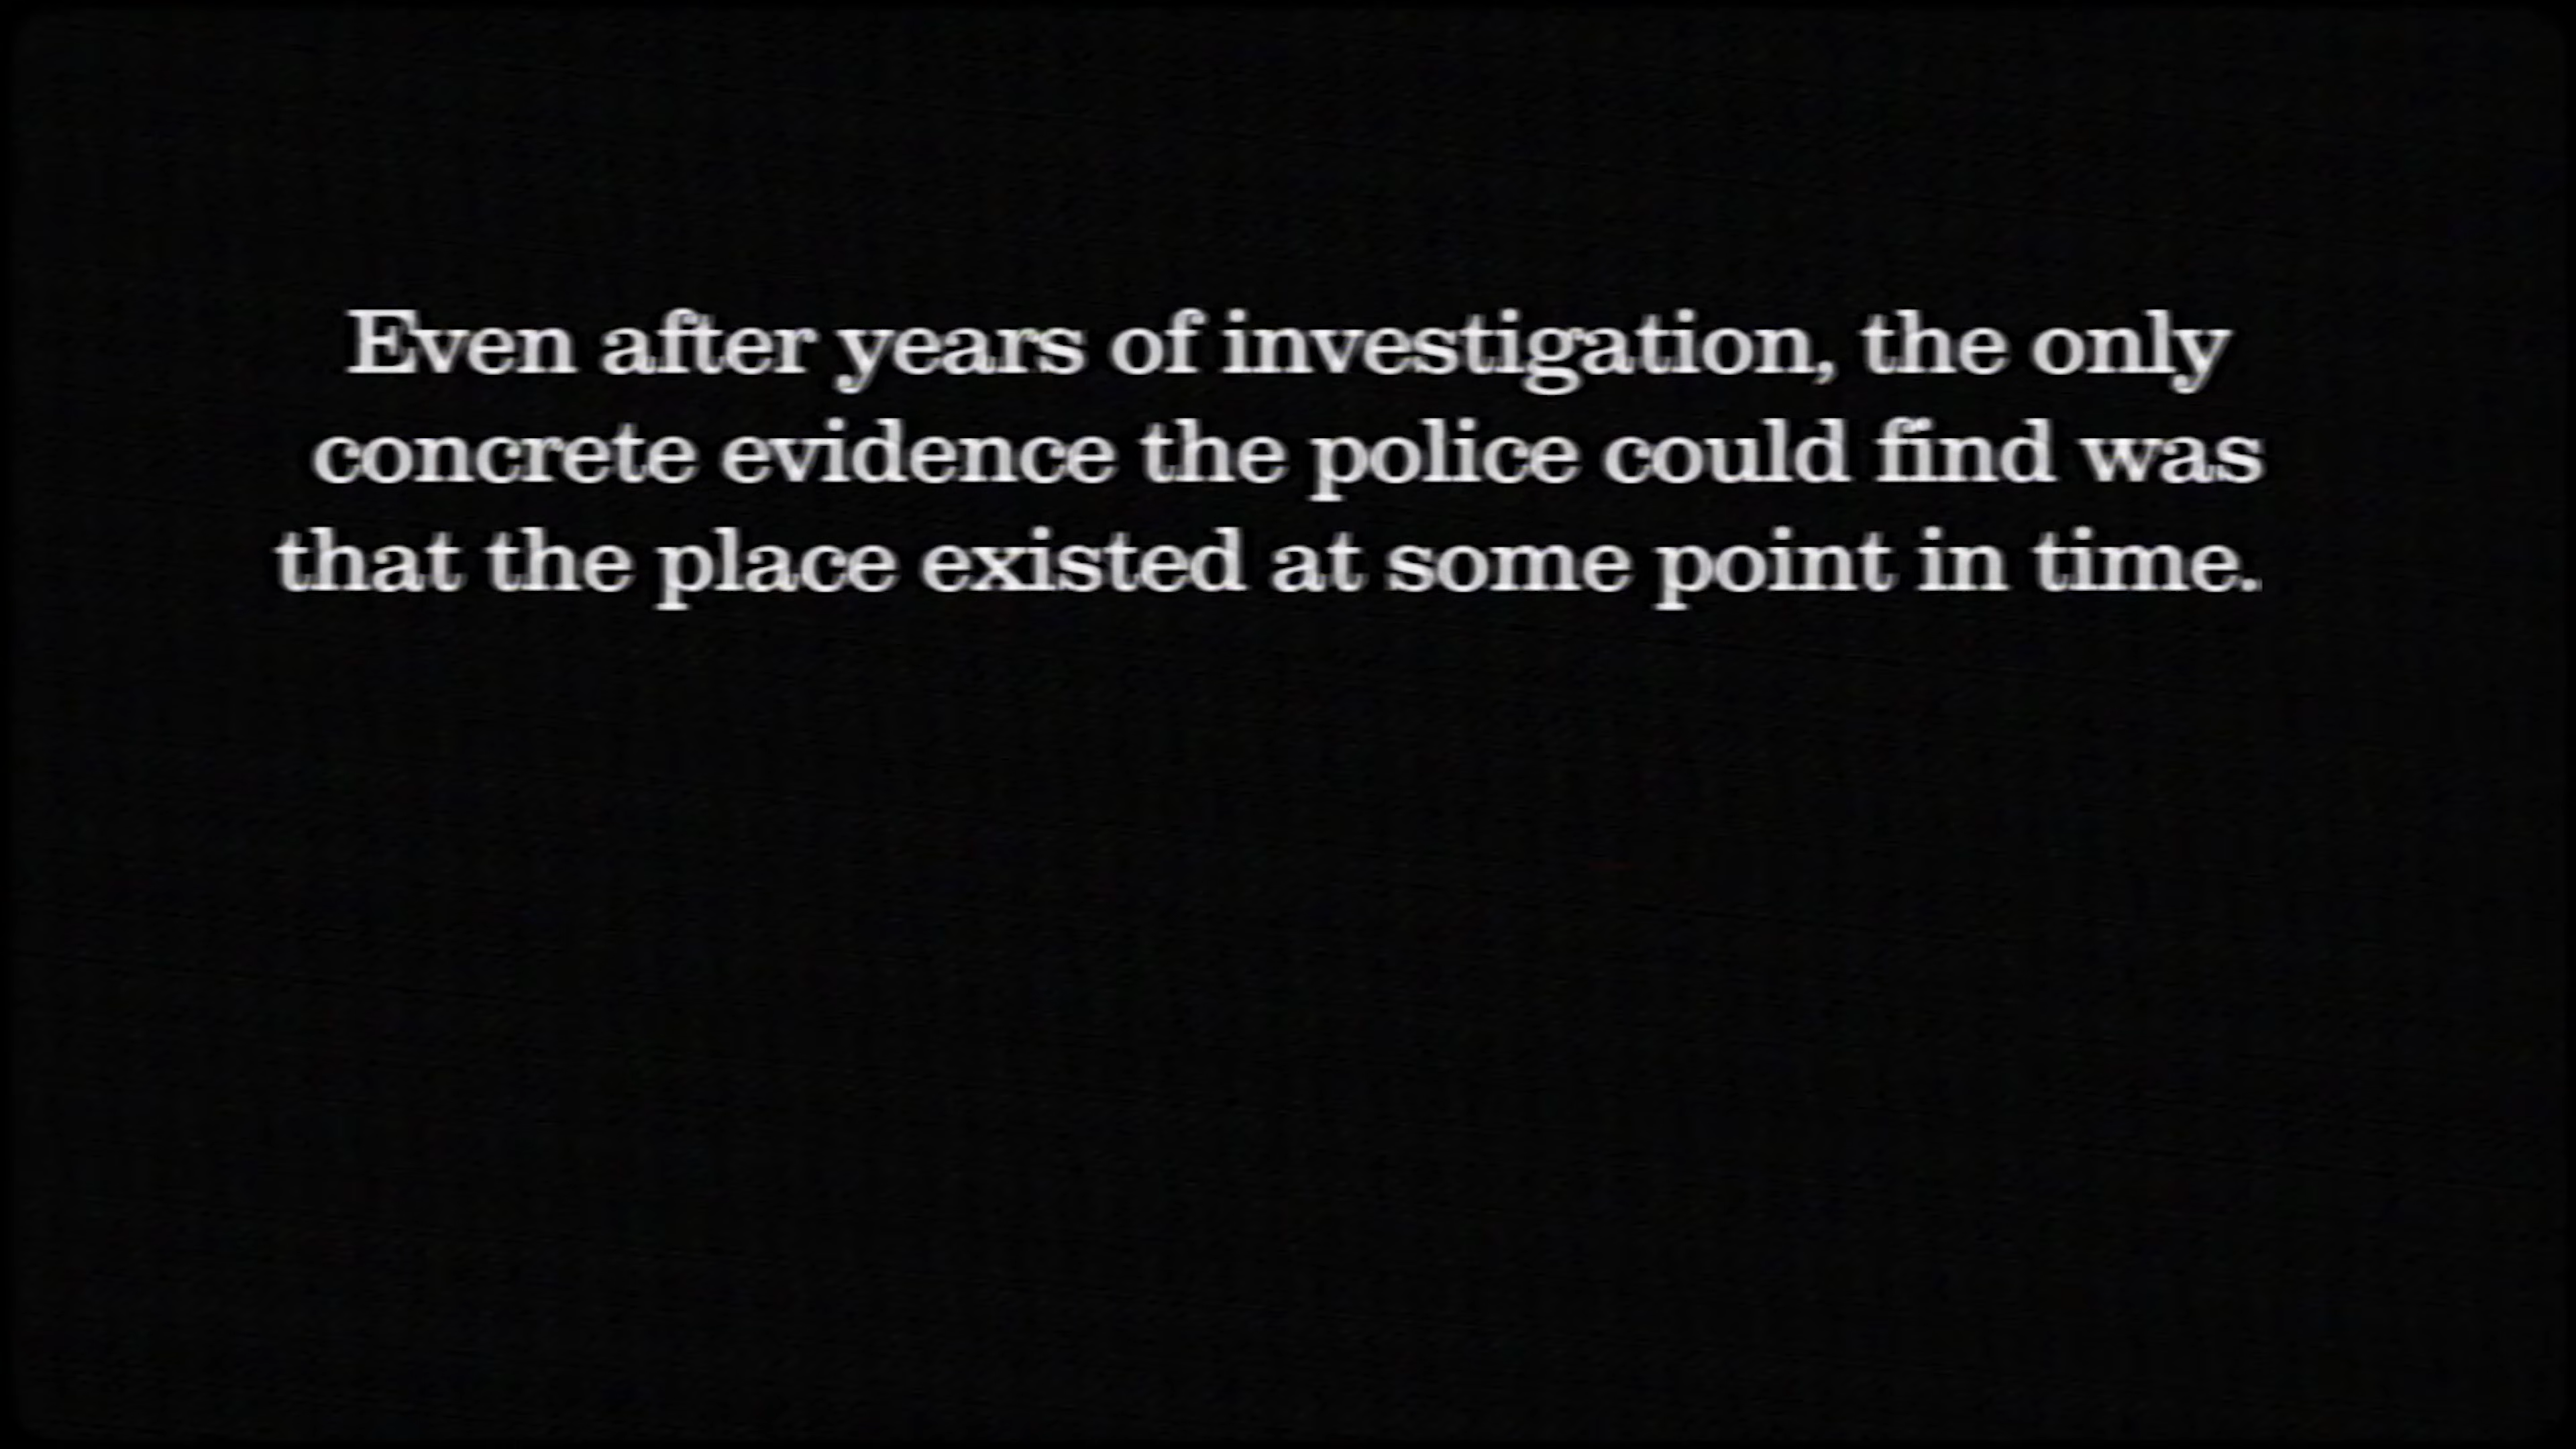 Even after years of investigation, the only
concrete evidence the police could find was
that the place existed at some point in time.